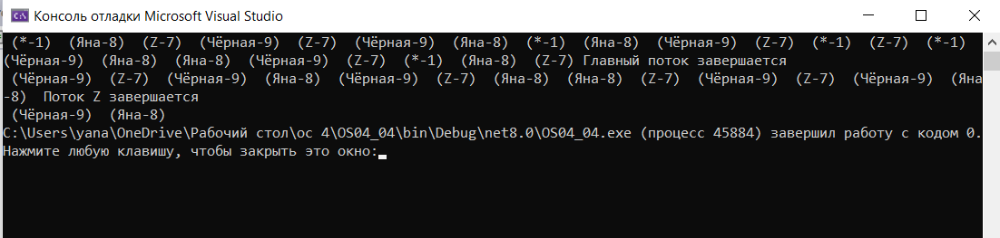 Консоль отладки Microsoft Visual Studio
(*-1) (Яна-8) (Z-7) (Чёрная-9) (Z-7) (Чёрная-9) (Яна-8) (*-1) (Яна-8) (Чёрная-9) (Z-7) (*-1) (Z-7) (*-1)
(Чёрная-9) (Яна-8) (Яна-8) (Чёрная-9) (Z-7) (*-1) (Яна-8) (Z-7) Главный поток завершается
(Чёрная-9) (Z-7) (Чёрная-9) (Яна-8) (Чёрная-9) (Z-7) (Яна-8) (Яна-8) (Z-7) (Чёрная-9) (Z-7) (Чёрная-9) (Яна
-8) Поток Z завершается
(Чёрная-9) (Яна-8)
C:\Users\yana\OneDrive\Рабочий стол\ос 4\OS04_04\bin\Debug\net8.0\OS04_04.exe (процесс 45884) завершил работу с кодом 0.
Нажмите любую клавишу, чтобы закрыть это окно: